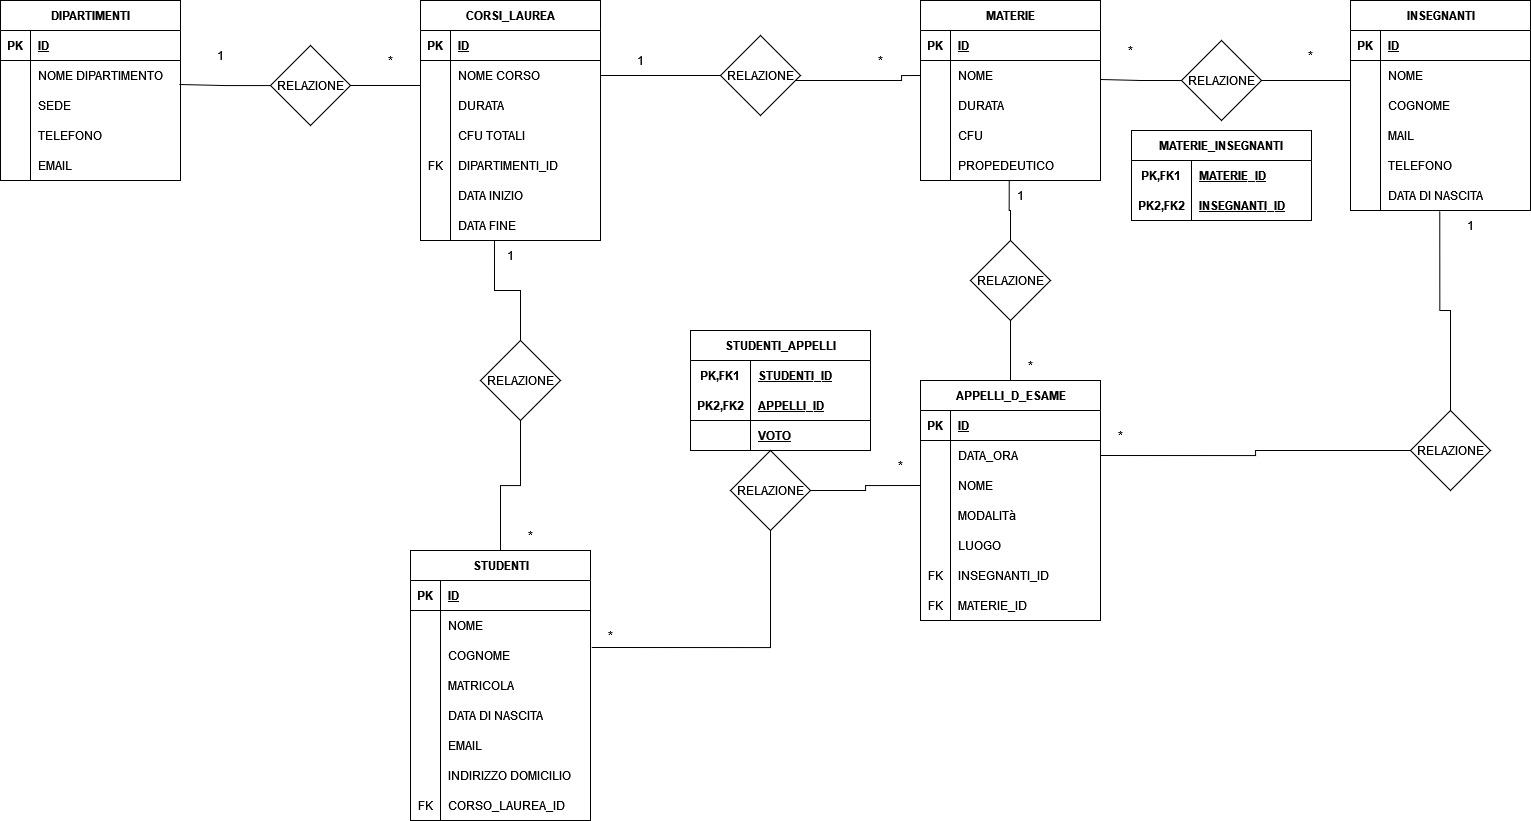 DIPARTIMENTI
PK ID
NOME DIPARTIMENTO
SEDE
TELEFONO
EMAIL
1
RELAZIONE
*
CORSI_LAUREA
PK ID
NOME CORSO
DURATA
CFU TOTALI
FK DIPARTIMENTI_ID
DATA INIZIO
DATA FINE
1
RELAZIONE
*
MATERIE
PK ID
NOME
DURATA
CFU
PROPEDEUTICO
*
RELAZIONE
*
MATERIE_INSEGNANTI
PK,FK1 MATERIE_ID
PK2,FK2 INSEGNANTI_ID
INSEGNANTI
PK ID
NOME
COGNOME
MAIL
TELEFONO
DATA DI NASCITA
1
RELAZIONE
*
1
RELAZIONE
*
1
RELAZIONE
*
STUDENTI_APPELLI
PK,FK1 STUDENTI_ID
PK2,FK2 APPELLI_ID
VOTO
RELAZIONE
*
*
APPELLI_D_ESAME
PK ID
DATA_ORA
NOME
MODALITà
LUOGO
FK INSEGNANTI_ID
FK MATERIE_ID
STUDENTI
PK ID
NOME
COGNOME
MATRICOLA
DATA DI NASCITA
EMAIL
INDIRIZZO DOMICILIO
FK CORSO_LAUREA_ID